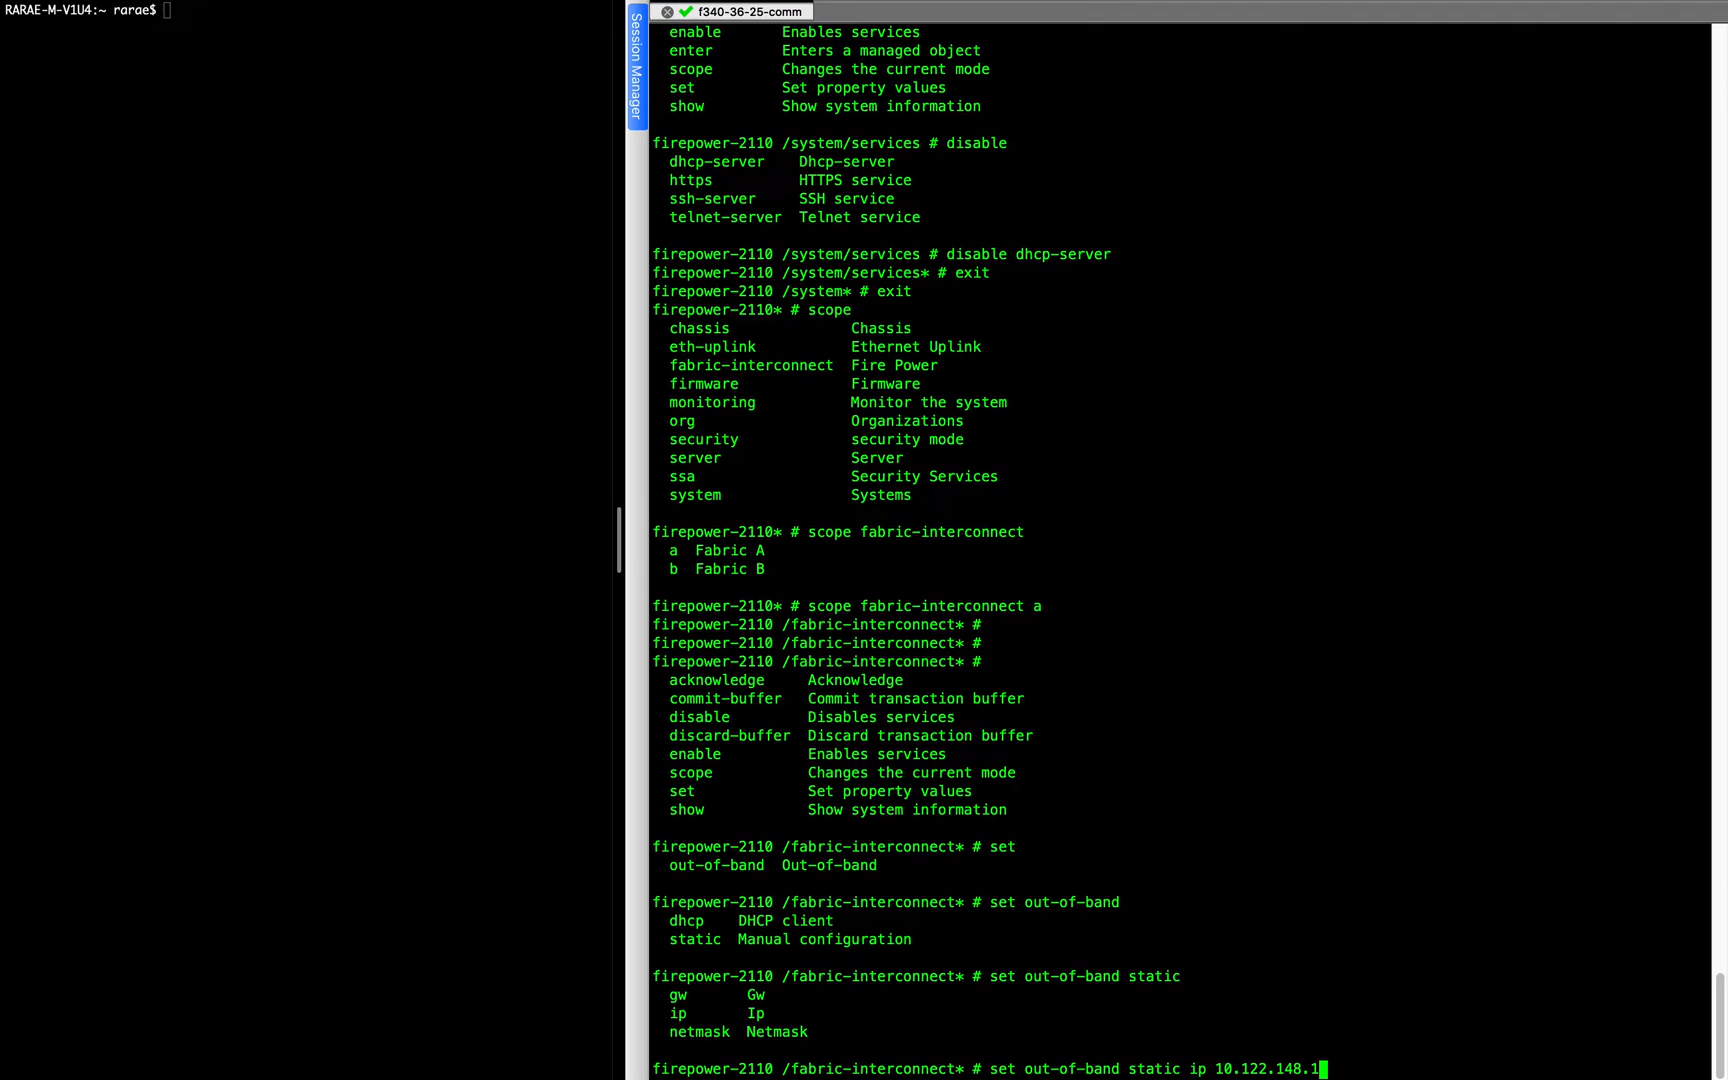 RARAE-M-V1U4:~ rarae$
Session Manager
f340-36-25-comm
enable Enables services
enter Enters a managed object
scope Changes the current mode
set Set property values
show Show system information
firepower-2110 /system/services # disable
dhcp-server Dhcp-server
https HTTPS service
ssh-server SSH service
telnet-server Telnet service
firepower-2110 /system/services # disable dhcp-server
firepower-2110 /system/services* # exit
firepower-2110 /system* # exit
firepower-2110* # scope
chassis Chassis
eth-uplink Ethernet Uplink
fabric-interconnect Fire Power
firmware Firmware
monitoring Monitor the system
org Organizations
security security mode
server Server
ssa Security Services
system Systems
firepower-2110* # scope fabric-interconnect
a Fabric A
b Fabric B
firepower-2110* # scope fabric-interconnect a
firepower-2110 /fabric-interconnect* #
firepower-2110 /fabric-interconnect* #
firepower-2110 /fabric-interconnect* #
acknowledge Acknowledge
commit-buffer Commit transaction buffer
disable Disables services
discard-buffer Discard transaction buffer
enable Enables services
scope Changes the current mode
set Set property values
show Show system information
firepower-2110 /fabric-interconnect* # set
out-of-band Out-of-band
firepower-2110 /fabric-interconnect* # set out-of-band
dhcp DHCP client
static Manual configuration
firepower-2110 /fabric-interconnect* # set out-of-band static
gw Gw
ip Ip
netmask Netmask
firepower-2110 /fabric-interconnect* # set out-of-band static ip 10.122.148.1